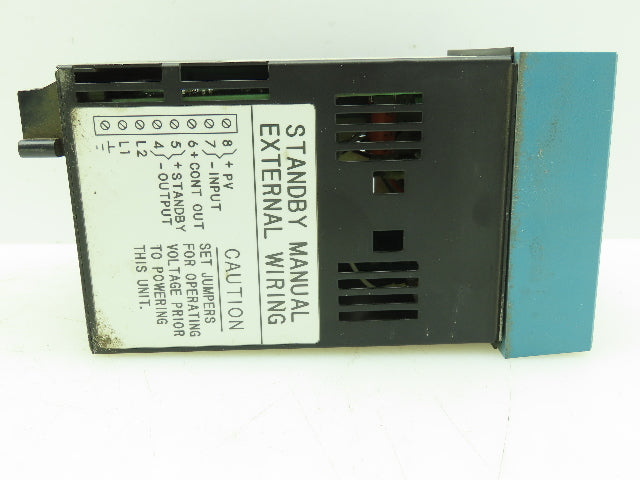 STANDBY MANUAL
EXTERNAL WIRING
8 } + PV
7 } - INPUT
6 + CONT OUT
5 } + STANDBY
4 } - OUTPUT
L2
L1
⏚
CAUTION
SET JUMPERS
FOR OPERATING
VOLTAGE PRIOR
TO POWERING
THIS UNIT.